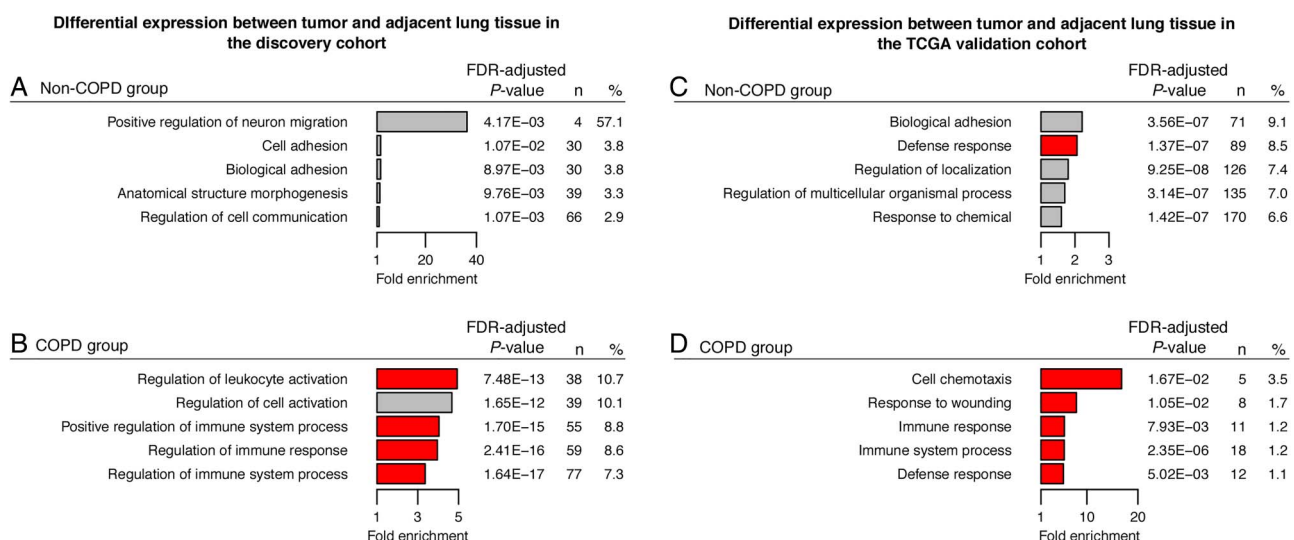 DIfferential expression between tumor and adjacent lung tissue in
the discovery cohort
A Non-COPD group
FDR-adjusted
P-value n %
Positive regulation of neuron migration 4.17E−03 4 57.1
Cell adhesion 1.07E−02 30 3.8
Biological adhesion 8.97E−03 30 3.8
Anatomical structure morphogenesis 9.76E−03 39 3.3
Regulation of cell communication 1.07E−03 66 2.9
1 20 40
Fold enrichment
B COPD group
FDR-adjusted
P-value n %
Regulation of leukocyte activation 7.48E−13 38 10.7
Regulation of cell activation 1.65E−12 39 10.1
Positive regulation of immune system process 1.70E−15 55 8.8
Regulation of immune response 2.41E−16 59 8.6
Regulation of immune system process 1.64E−17 77 7.3
1 3 5
Fold enrichment
DIfferential expression between tumor and adjacent lung tissue in
the TCGA validation cohort
C Non-COPD group
FDR-adjusted
P-value n %
Biological adhesion 3.56E−07 71 9.1
Defense response 1.37E−07 89 8.5
Regulation of localization 9.25E−08 126 7.4
Regulation of multicellular organismal process 3.14E−07 135 7.0
Response to chemical 1.42E−07 170 6.6
1 2 3
Fold enrichment
D COPD group
FDR-adjusted
P-value n %
Cell chemotaxis 1.67E−02 5 3.5
Response to wounding 1.05E−02 8 1.7
Immune response 7.93E−03 11 1.2
Immune system process 2.35E−06 18 1.2
Defense response 5.02E−03 12 1.1
1 10 20
Fold enrichment